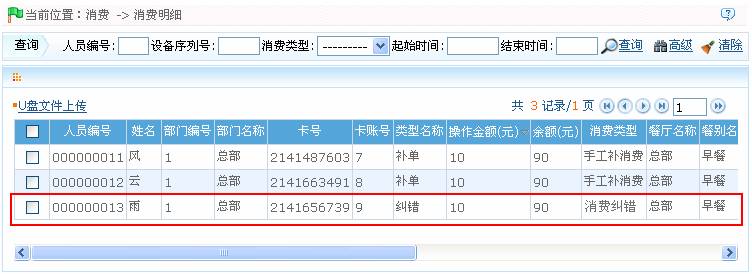 当前位置：消费 -> 消费明细
查询 人员编号: 设备序列号: 消费类型: --------- 起始时间: 结束时间: 查询 高级 清除
U盘文件上传 共 3 记录/1 页 1
人员编号 姓名 部门编号 部门名称 卡号 卡账号 类型名称 操作金额(元) 余额(元) 消费类型 餐厅名称 餐别名
000000011 风 1 总部 2141487603 7 补单 10 90 手工补消费 总部 早餐
000000012 云 1 总部 2141663491 8 补单 10 90 手工补消费 总部 早餐
000000013 雨 1 总部 2141656739 9 纠错 10 90 消费纠错 总部 早餐